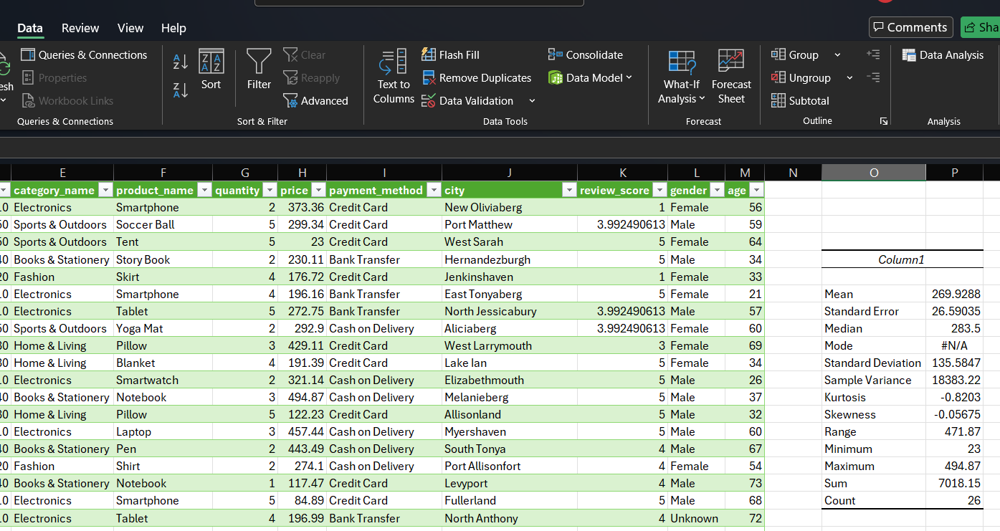 Data Review View Help Comments Sha
Queries & Connections Clear Flash Fill Consolidate Group Data Analysis
esh Properties Sort Filter Reapply Text to Columns Remove Duplicates Data Model What-If Analysis Forecast Sheet Ungroup
Workbook Links Advanced Data Validation Subtotal
Queries & Connections Sort & Filter Data Tools Forecast Outline Analysis
E F G H I J K L M N O P
category_name product_name quantity price payment_method city review_score gender age
0 Electronics Smartphone 2 373.36 Credit Card New Oliviaberg 1 Female 56
50 Sports & Outdoors Soccer Ball 5 299.34 Credit Card Port Matthew 3.992490613 Male 59
50 Sports & Outdoors Tent 5 23 Credit Card West Sarah 5 Female 64
40 Books & Stationery Story Book 2 230.11 Bank Transfer Hernandezburgh 5 Male 34 Column1
20 Fashion Skirt 4 176.72 Credit Card Jenkinshaven 1 Female 33
0 Electronics Smartphone 4 196.16 Bank Transfer East Tonyaberg 5 Female 21 Mean 269.9288
0 Electronics Tablet 5 272.75 Bank Transfer North Jessicabury 3.992490613 Male 57 Standard Error 26.59035
50 Sports & Outdoors Yoga Mat 2 292.9 Cash on Delivery Aliciaberg 3.992490613 Female 60 Median 283.5
30 Home & Living Pillow 3 429.11 Credit Card West Larrymouth 3 Female 69 Mode #N/A
30 Home & Living Blanket 4 191.39 Credit Card Lake Ian 5 Female 34 Standard Deviation 135.5847
0 Electronics Smartwatch 2 321.14 Cash on Delivery Elizabethmouth 5 Male 26 Sample Variance 18383.22
40 Books & Stationery Notebook 3 494.87 Cash on Delivery Melanieberg 5 Male 37 Kurtosis -0.8203
30 Home & Living Pillow 5 122.23 Credit Card Allisonland 5 Male 32 Skewness -0.05675
0 Electronics Laptop 3 457.44 Cash on Delivery Myershaven 5 Male 60 Range 471.87
40 Books & Stationery Pen 2 443.49 Cash on Delivery South Tonya 4 Male 67 Minimum 23
20 Fashion Shirt 2 274.1 Cash on Delivery Port Allisonfort 4 Female 54 Maximum 494.87
40 Books & Stationery Notebook 1 117.47 Credit Card Levyport 4 Male 73 Sum 7018.15
0 Electronics Smartphone 5 84.89 Credit Card Fullerland 5 Male 68 Count 26
0 Electronics Tablet 4 196.99 Bank Transfer North Anthony 4 Unknown 72